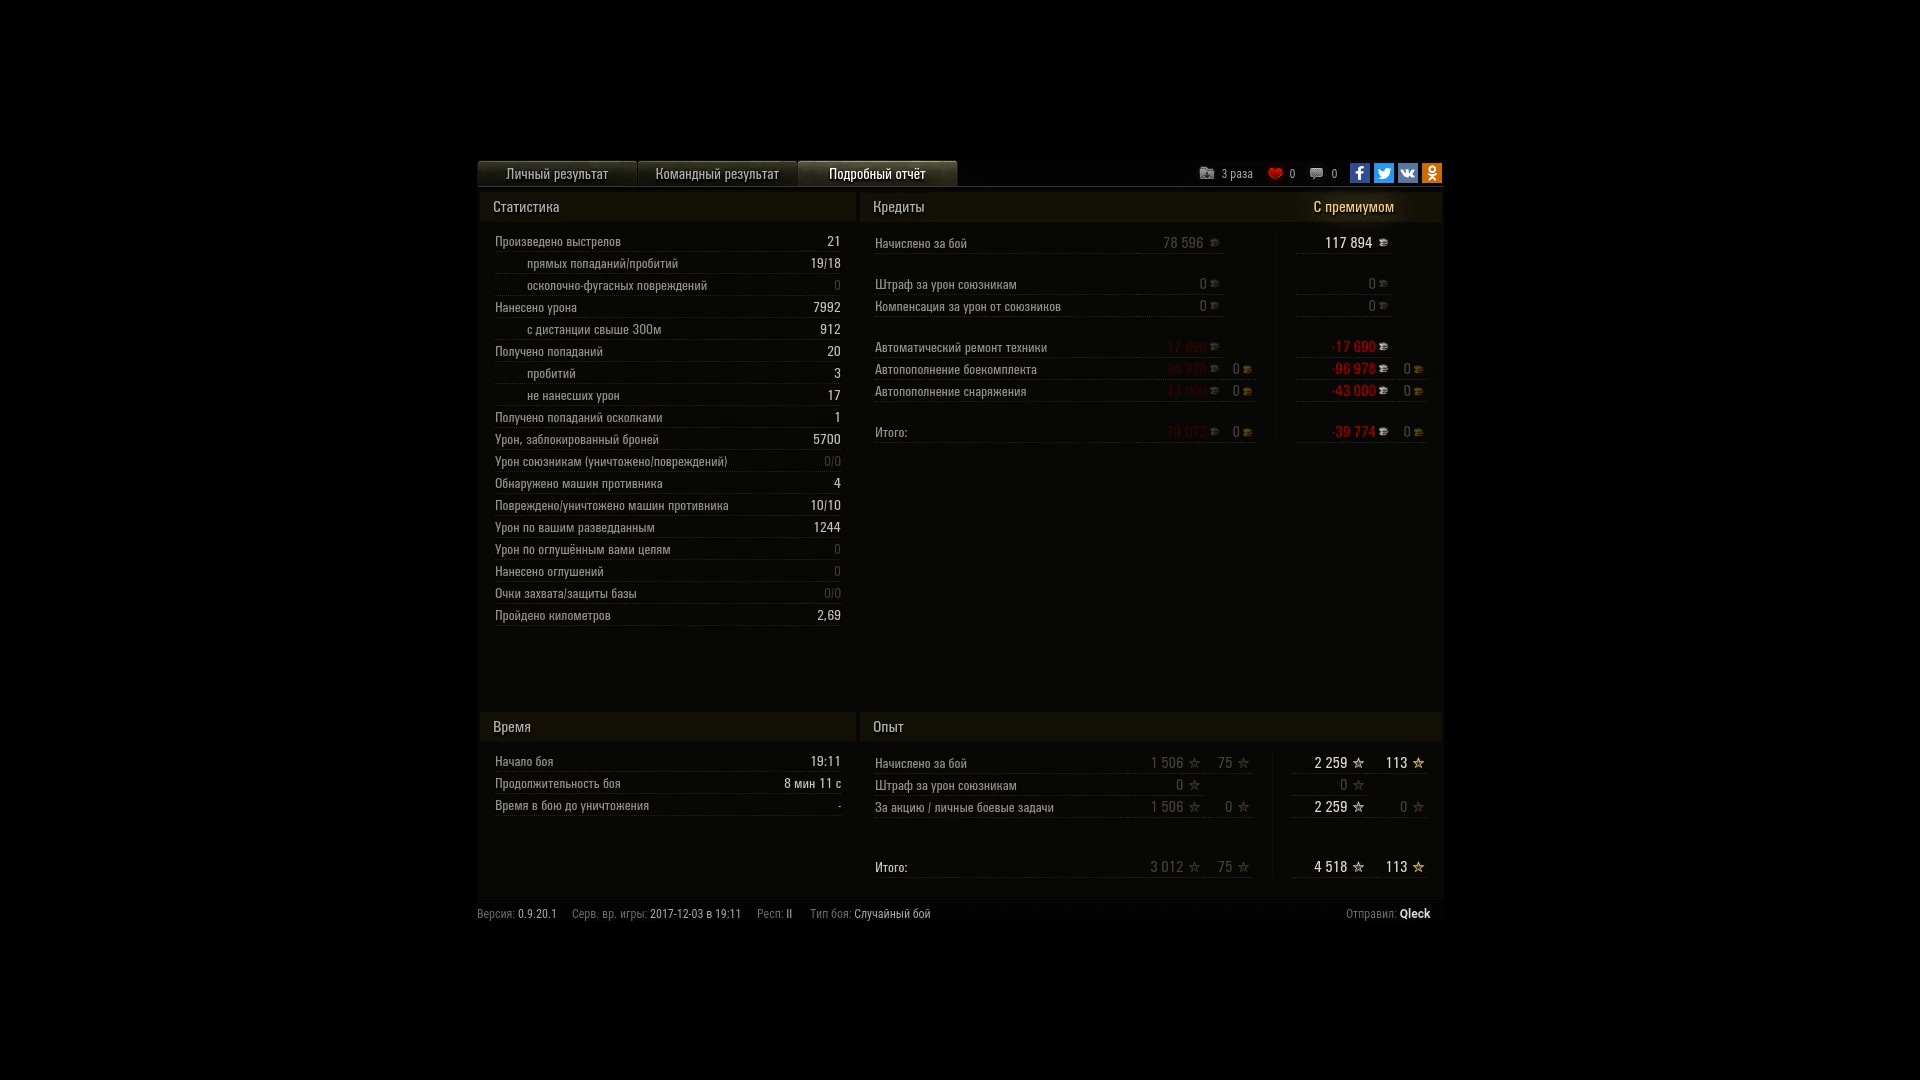 Личный результат Командный результат Подробный отчёт 3 раза 0 0
Статистика
Произведено выстрелов 21
прямых попаданий/пробитий 19/18
осколочно-фугасных повреждений 0
Нанесено урона 7992
с дистанции свыше 300м 912
Получено попаданий 20
пробитий 3
не нанесших урон 17
Получено попаданий осколками 1
Урон, заблокированный броней 5700
Урон союзникам (уничтожено/повреждений) 0/0
Обнаружено машин противника 4
Повреждено/уничтожено машин противника 10/10
Урон по вашим разведданным 1244
Урон по оглушённым вами целям 0
Нанесено оглушений 0
Очки захвата/защиты базы 0/0
Пройдено километров 2,69
Кредиты С премиумом
Начислено за бой 78 596 117 894
Штраф за урон союзникам 0 0
Компенсация за урон от союзников 0 0
Автоматический ремонт техники -17 690 -17 690
Автопополнение боекомплекта -96 978 0 -96 978 0
Автопополнение снаряжения -43 000 0 -43 000 0
Итого: -79 072 0 -39 774 0
Время
Начало боя 19:11
Продолжительность боя 8 мин 11 с
Время в бою до уничтожения -
Опыт
Начислено за бой 1 506 75 2 259 113
Штраф за урон союзникам 0 0
За акцию / личные боевые задачи 1 506 0 2 259 0
Итого: 3 012 75 4 518 113
Версия: 0.9.20.1 Серв. вр. игры: 2017-12-03 в 19:11 Респ: II Тип боя: Случайный бой Отправил: Qleck